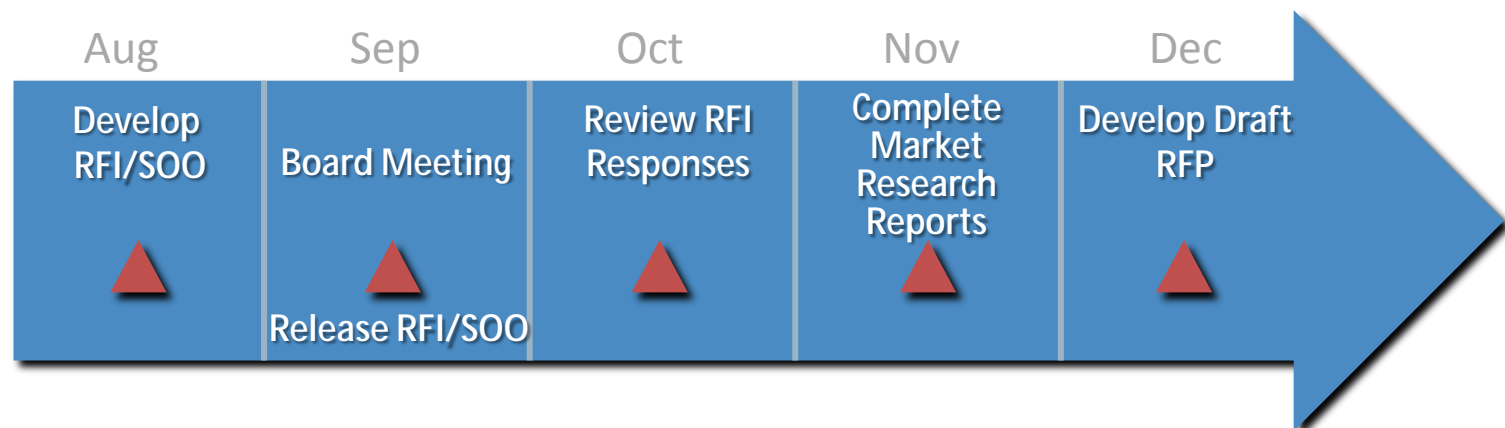 Aug
Sep
Oct
Nov
Dec
Develop
RFI/SOO
Board Meeting
Release RFI/SOO
Review RFI
Responses
Complete
Market
Research
Reports
Develop Draft
RFP